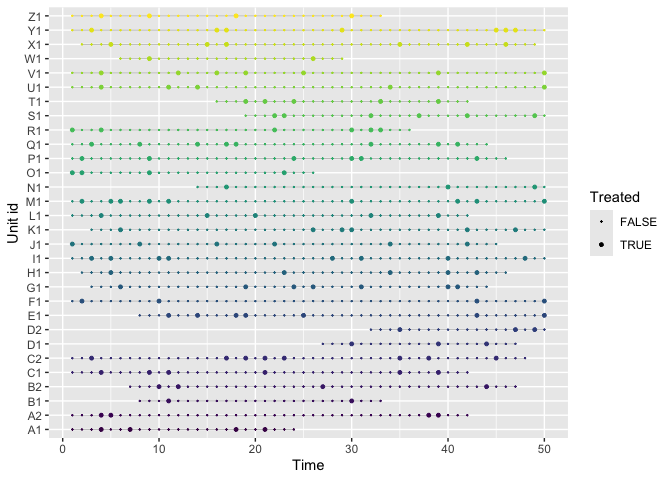 Z1
Y1
X1
W1
V1
U1
T1
S1
R1
Q1
P1
O1
N1
M1
L1
K1
J1
I1
H1
G1
F1
E1
D2
D1
C2
C1
B2
B1
A2
A1
Unit id
0 10 20 30 40 50
Time
Treated
FALSE
TRUE